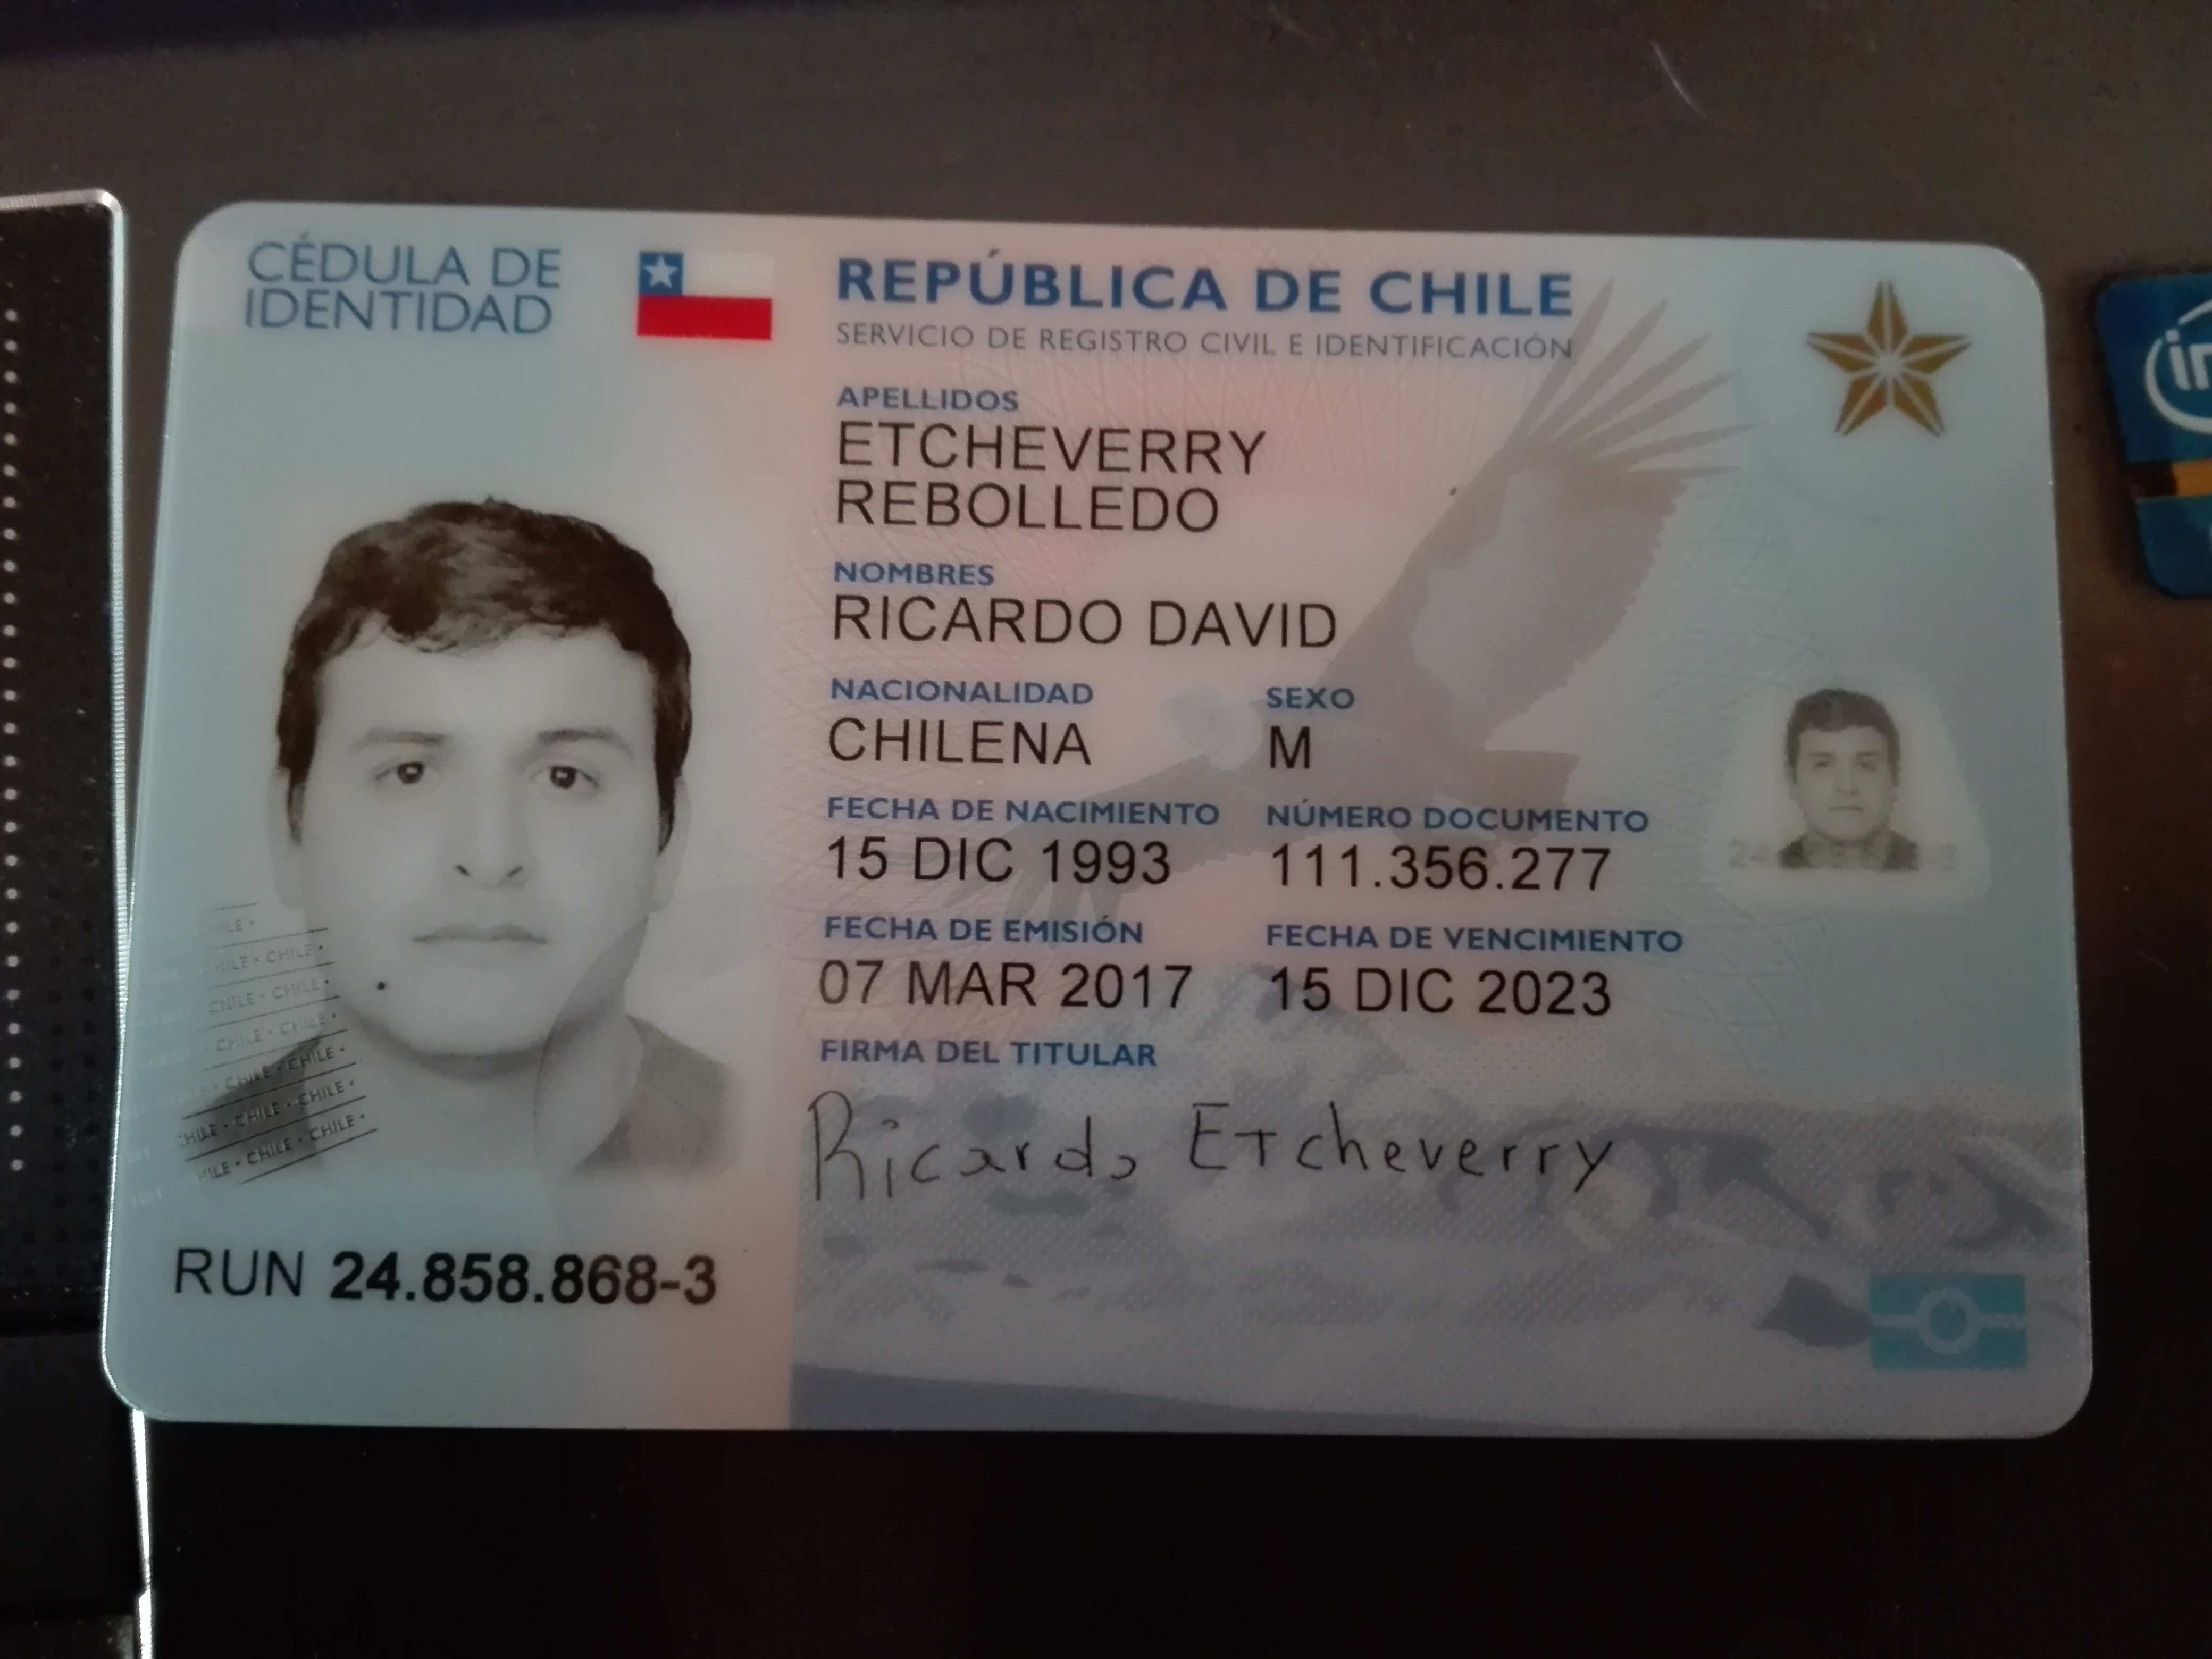 CÉDULA DE
IDENTIDAD
REPÚBLICA DE CHILE
SERVICIO DE REGISTRO CIVIL E IDENTIFICACIÓN
APELLIDOS
ETCHEVERRY
REBOLLEDO
NOMBRES
RICARDO DAVID
NACIONALIDAD SEXO
CHILENA M
FECHA DE NACIMIENTO NÚMERO DOCUMENTO
15 DIC 1993 111.356.277
FECHA DE EMISIÓN FECHA DE VENCIMIENTO
07 MAR 2017 15 DIC 2023
FIRMA DEL TITULAR
Ricardo Etcheverry
CHILE •
CHILE • CHILE •
CHILE • CHILE •
CHILE • CHILE •
CHILE • CHILE •
CHILE • CHILE •
CHILE • CHILE •
RUN 24.858.868-3